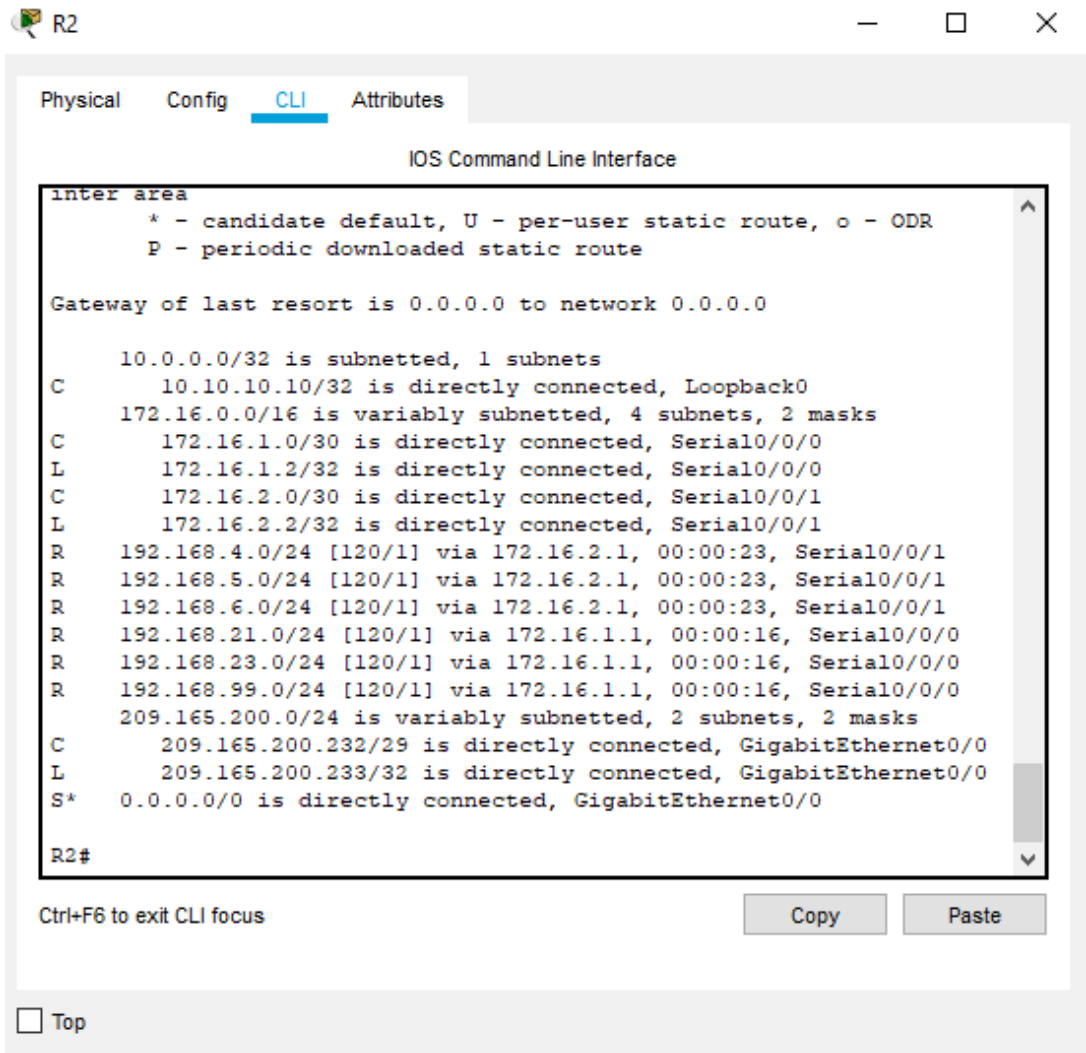 R2
Physical Config CLI Attributes
IOS Command Line Interface
inter area
       * - candidate default, U - per-user static route, o - ODR
       P - periodic downloaded static route

Gateway of last resort is 0.0.0.0 to network 0.0.0.0

     10.0.0.0/32 is subnetted, 1 subnets
C       10.10.10.10/32 is directly connected, Loopback0
     172.16.0.0/16 is variably subnetted, 4 subnets, 2 masks
C       172.16.1.0/30 is directly connected, Serial0/0/0
L       172.16.1.2/32 is directly connected, Serial0/0/0
C       172.16.2.0/30 is directly connected, Serial0/0/1
L       172.16.2.2/32 is directly connected, Serial0/0/1
R    192.168.4.0/24 [120/1] via 172.16.2.1, 00:00:23, Serial0/0/1
R    192.168.5.0/24 [120/1] via 172.16.2.1, 00:00:23, Serial0/0/1
R    192.168.6.0/24 [120/1] via 172.16.2.1, 00:00:23, Serial0/0/1
R    192.168.21.0/24 [120/1] via 172.16.1.1, 00:00:16, Serial0/0/0
R    192.168.23.0/24 [120/1] via 172.16.1.1, 00:00:16, Serial0/0/0
R    192.168.99.0/24 [120/1] via 172.16.1.1, 00:00:16, Serial0/0/0
     209.165.200.0/24 is variably subnetted, 2 subnets, 2 masks
C       209.165.200.232/29 is directly connected, GigabitEthernet0/0
L       209.165.200.233/32 is directly connected, GigabitEthernet0/0
S*   0.0.0.0/0 is directly connected, GigabitEthernet0/0

R2#
Ctrl+F6 to exit CLI focus Copy Paste
Top